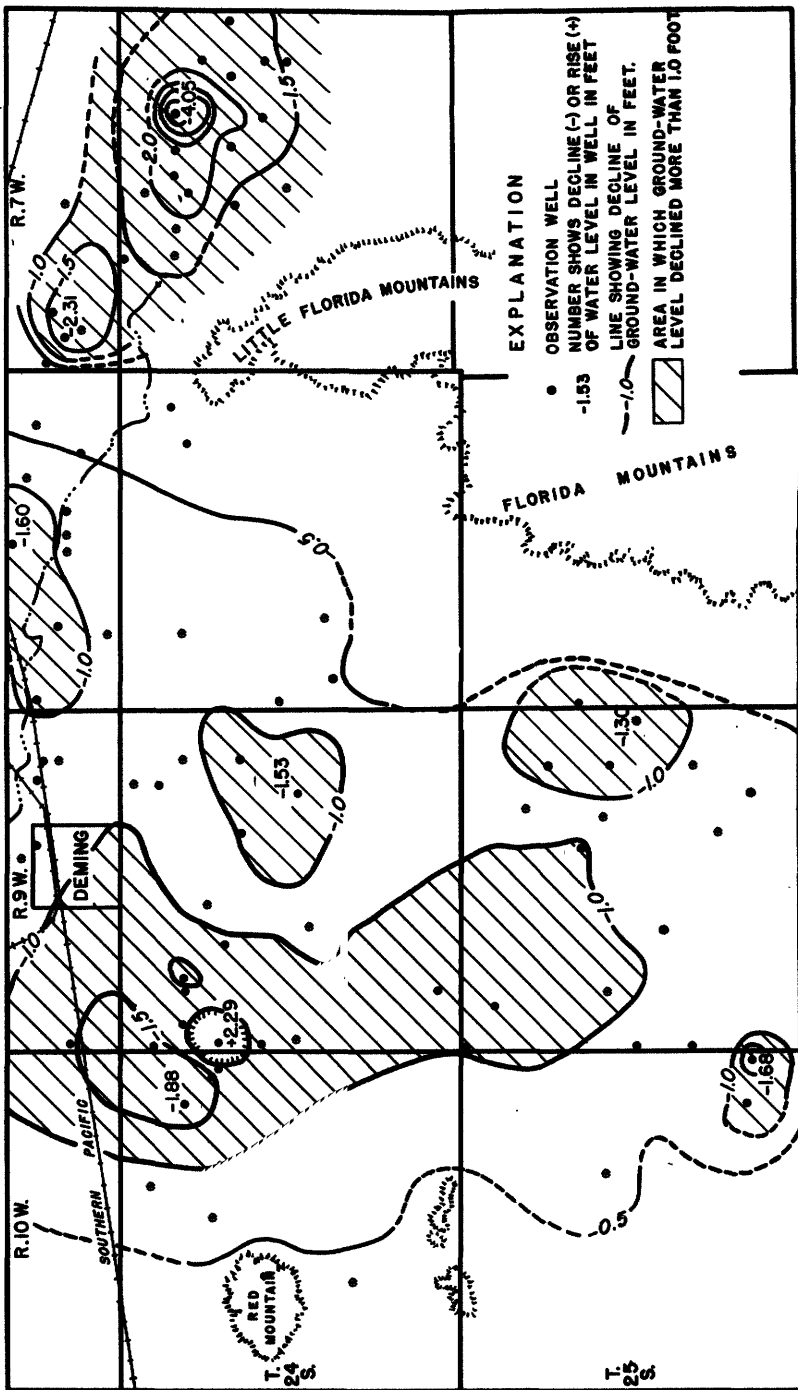 R.10 W.
R.9 W.
R.7 W.
SOUTHERN PACIFIC
DEMING
-1.0
-1.5
-1.88
+2.29
-1.0
-1.60
-1.0
-1.5
-2.31
-2.0
-4.05
-1.5
T.
24
S.
RED
MOUNTAIN
-1.53
-1.0
-0.5
LITTLE FLORIDA MOUNTAINS
T.
25
S.
-0.5
-1.0
-1.68
-1.0
-1.30
-1.0
FLORIDA MOUNTAINS
EXPLANATION
OBSERVATION WELL
-1.53
NUMBER SHOWS DECLINE (-) OR RISE (+)
OF WATER LEVEL IN WELL IN FEET
-1.0
LINE SHOWING DECLINE OF
GROUND-WATER LEVEL IN FEET.
AREA IN WHICH GROUND-WATER
LEVEL DECLINED MORE THAN 1.0 FOOT